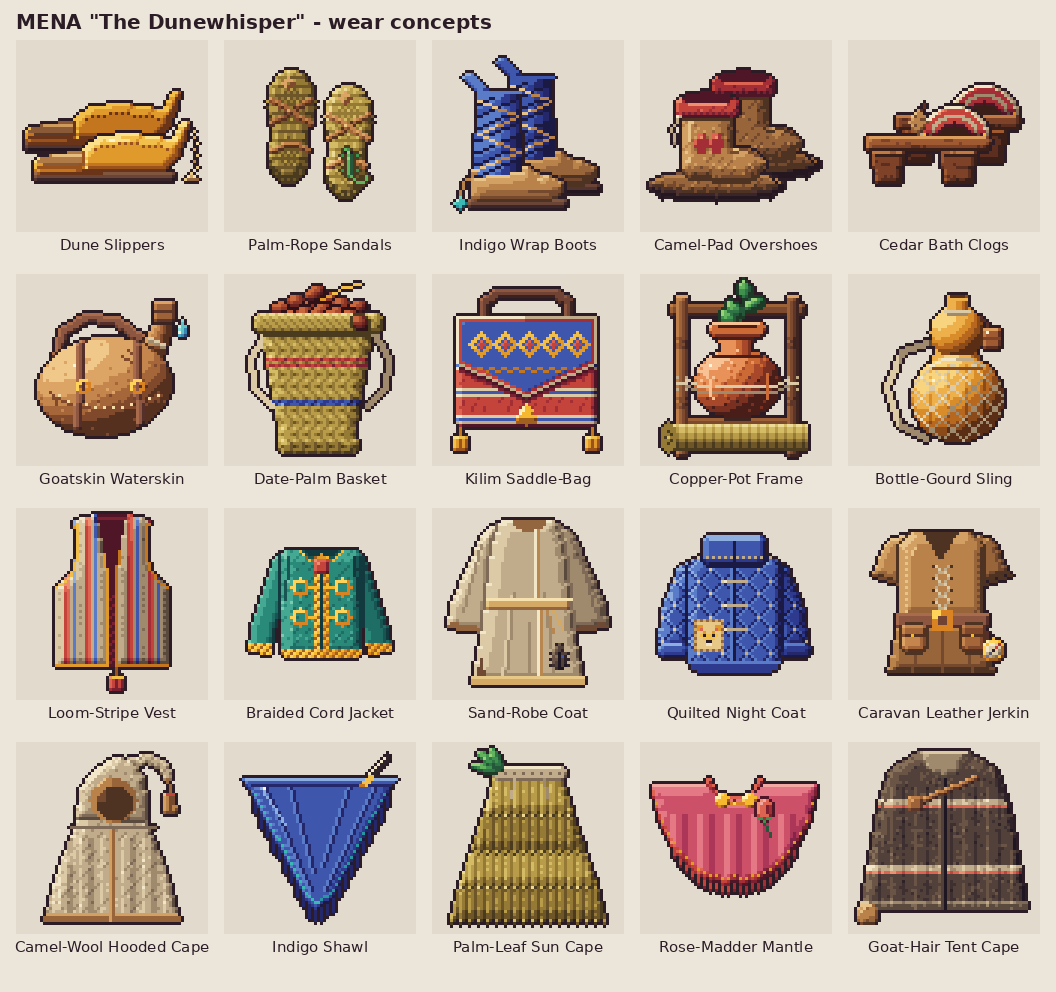 MENA "The Dunewhisper" - wear concepts
Dune Slippers
Palm-Rope Sandals
Indigo Wrap Boots
Camel-Pad Overshoes
Cedar Bath Clogs
Goatskin Waterskin
Date-Palm Basket
Kilim Saddle-Bag
Copper-Pot Frame
Bottle-Gourd Sling
Loom-Stripe Vest
Braided Cord Jacket
Sand-Robe Coat
Quilted Night Coat
Caravan Leather Jerkin
Camel-Wool Hooded Cape
Indigo Shawl
Palm-Leaf Sun Cape
Rose-Madder Mantle
Goat-Hair Tent Cape